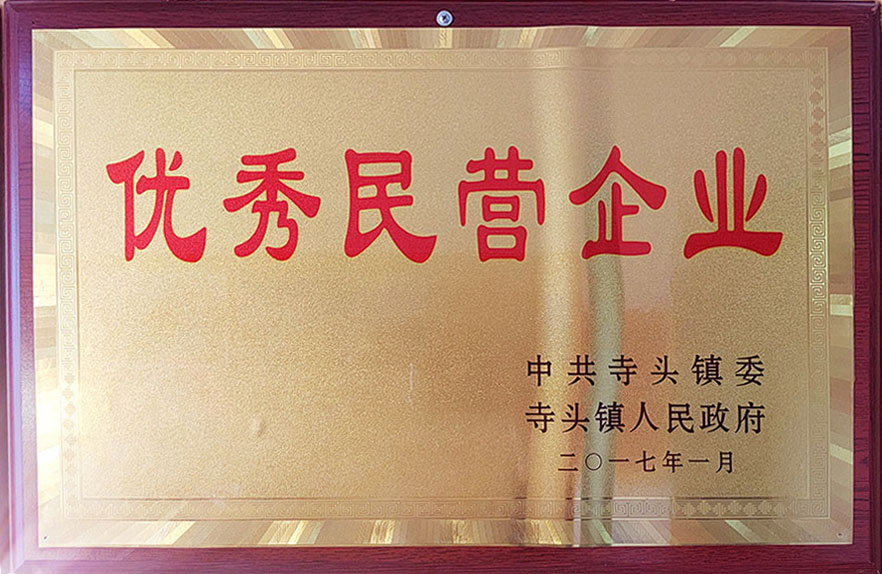 优秀民营企业
中共寺头镇委
寺头镇人民政府
二〇一七年一月